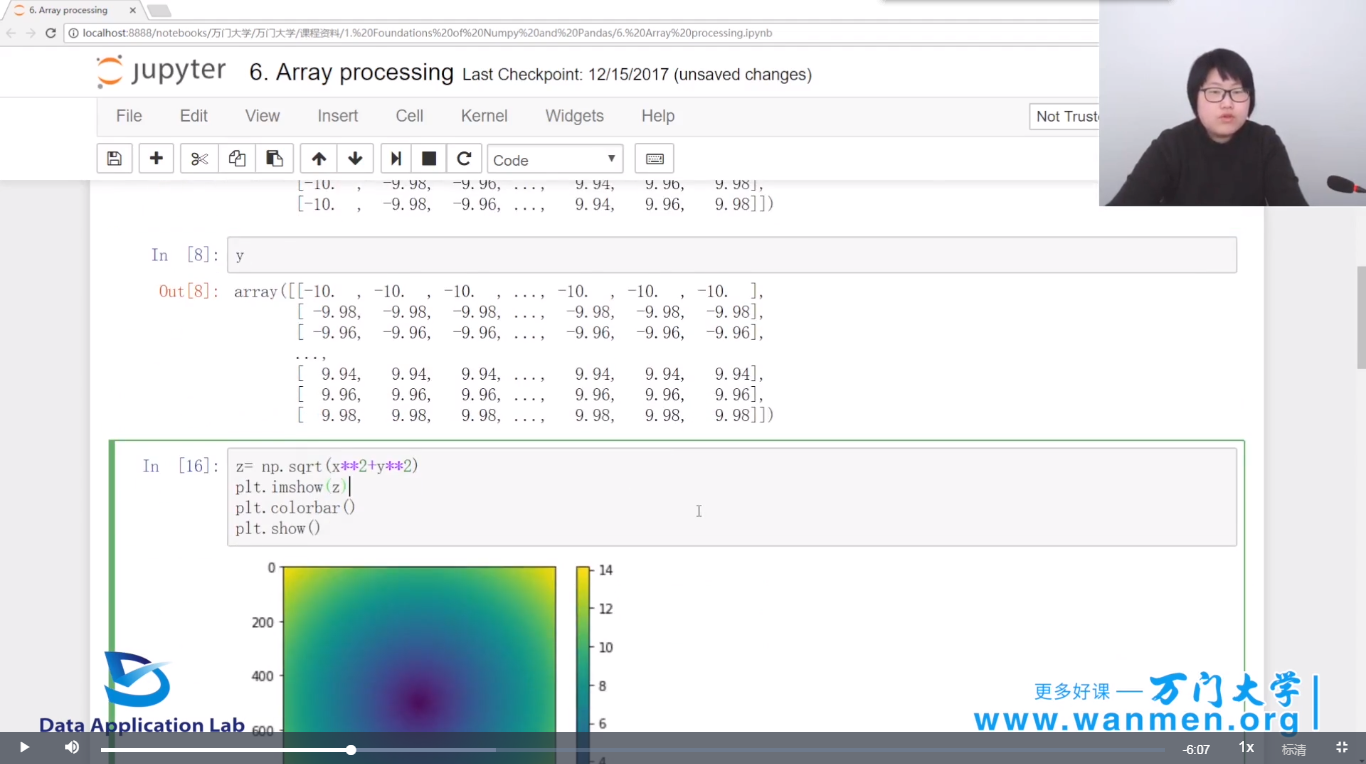 6. Array processing
localhost:8888/notebooks/万门大学/万门大学/课程资料/1.%20Foundations%20of%20Numpy%20and%20Pandas/6.%20Array%20processing.ipynb
jupyter 6. Array processing Last Checkpoint: 12/15/2017 (unsaved changes)
File Edit View Insert Cell Kernel Widgets Help Not Truste
Code
[-10. , -9.98, -9.96, ..., 9.94, 9.96, 9.98],
[-10. , -9.98, -9.96, ..., 9.94, 9.96, 9.98]])
In [8]: y
Out[8]: array([[-10. , -10. , -10. , ..., -10. , -10. , -10. ],
[ -9.98, -9.98, -9.98, ..., -9.98, -9.98, -9.98],
[ -9.96, -9.96, -9.96, ..., -9.96, -9.96, -9.96],
...,
[ 9.94, 9.94, 9.94, ..., 9.94, 9.94, 9.94],
[ 9.96, 9.96, 9.96, ..., 9.96, 9.96, 9.96],
[ 9.98, 9.98, 9.98, ..., 9.98, 9.98, 9.98]])
In [16]: z= np.sqrt(x**2+y**2)
plt.imshow(z)
plt.colorbar()
plt.show()
0
200
400
600
14
12
10
8
6
4
Data Application Lab
更多好课 — 万门大学
www.wanmen.org
-6:07 1x 标清